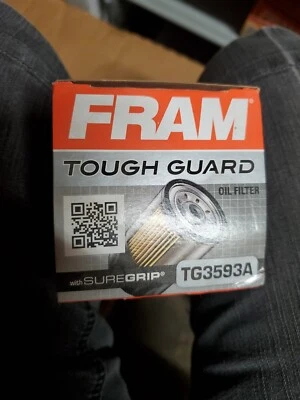 FRAM
TOUGH GUARD
OIL FILTER
with SUREGRIP®
TG3593A